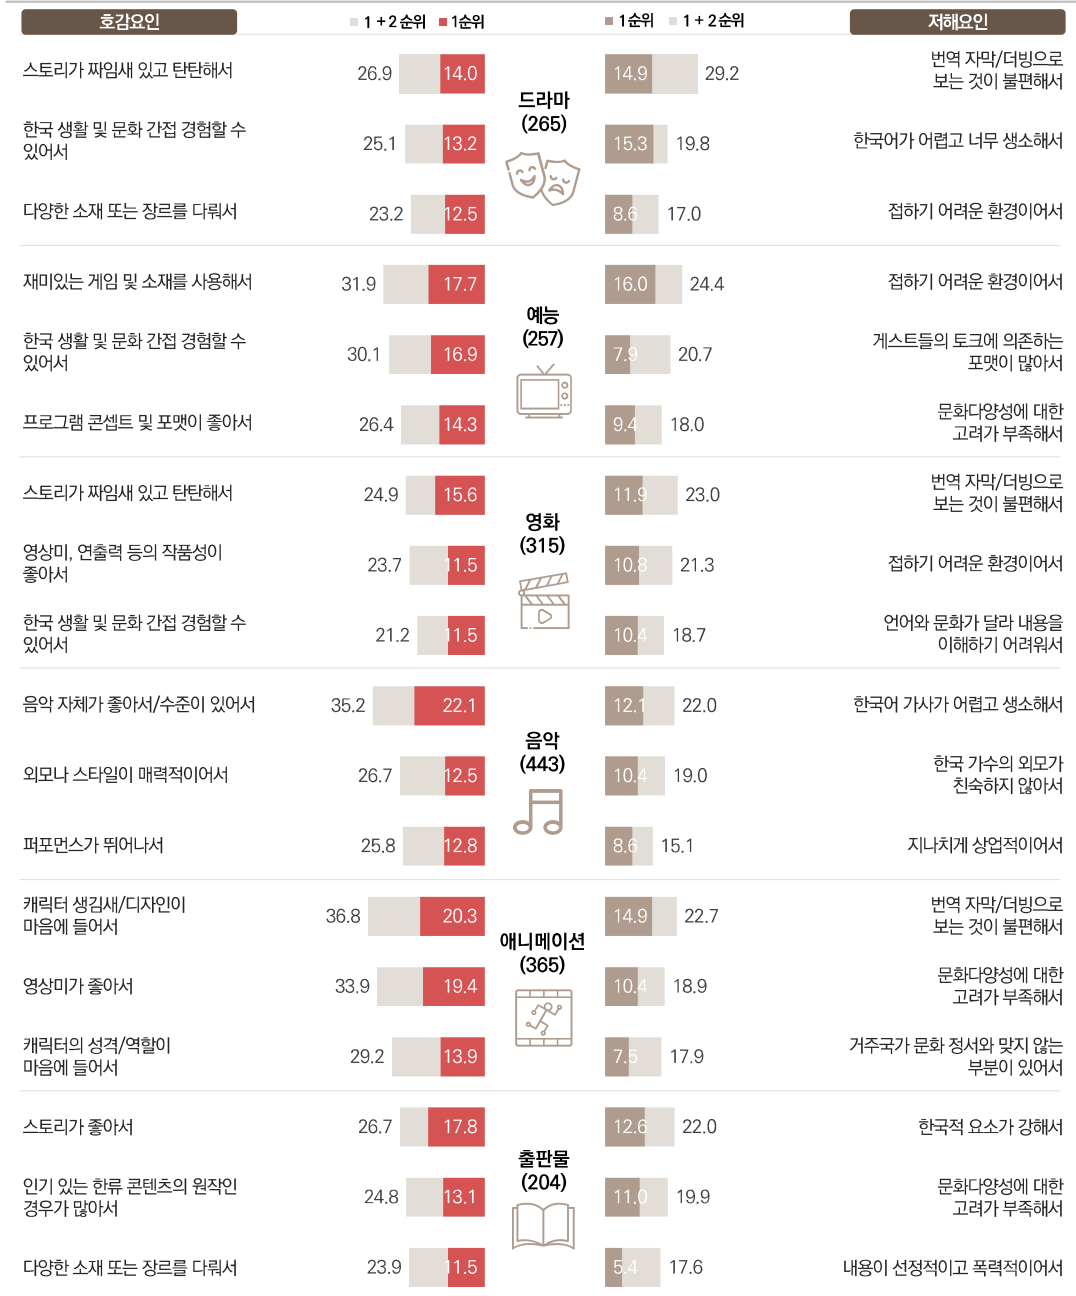 호감요인
1 + 2 순위 1순위
1순위 1 + 2 순위
저해요인
드라마
(265)
스토리가 짜임새 있고 탄탄해서
26.9 14.0
14.9 29.2
번역 자막/더빙으로
보는 것이 불편해서
한국 생활 및 문화 간접 경험할 수
있어서
25.1 13.2
15.3 19.8
한국어가 어렵고 너무 생소해서
다양한 소재 또는 장르를 다뤄서
23.2 12.5
8.6 17.0
접하기 어려운 환경이어서
예능
(257)
재미있는 게임 및 소재를 사용해서
31.9 17.7
16.0 24.4
접하기 어려운 환경이어서
한국 생활 및 문화 간접 경험할 수
있어서
30.1 16.9
7.9 20.7
게스트들의 토크에 의존하는
포맷이 많아서
프로그램 콘셉트 및 포맷이 좋아서
26.4 14.3
9.4 18.0
문화다양성에 대한
고려가 부족해서
영화
(315)
스토리가 짜임새 있고 탄탄해서
24.9 15.6
11.9 23.0
번역 자막/더빙으로
보는 것이 불편해서
영상미, 연출력 등의 작품성이
좋아서
23.7 11.5
10.8 21.3
접하기 어려운 환경이어서
한국 생활 및 문화 간접 경험할 수
있어서
21.2 11.5
10.4 18.7
언어와 문화가 달라 내용을
이해하기 어려워서
음악
(443)
음악 자체가 좋아서/수준이 있어서
35.2 22.1
12.1 22.0
한국어 가사가 어렵고 생소해서
외모나 스타일이 매력적이어서
26.7 12.5
10.4 19.0
한국 가수의 외모가
친숙하지 않아서
퍼포먼스가 뛰어나서
25.8 12.8
8.6 15.1
지나치게 상업적이어서
애니메이션
(365)
캐릭터 생김새/디자인이
마음에 들어서
36.8 20.3
14.9 22.7
번역 자막/더빙으로
보는 것이 불편해서
영상미가 좋아서
33.9 19.4
10.4 18.9
문화다양성에 대한
고려가 부족해서
캐릭터의 성격/역할이
마음에 들어서
29.2 13.9
7.5 17.9
거주국가 문화 정서와 맞지 않는
부분이 있어서
출판물
(204)
스토리가 좋아서
26.7 17.8
12.6 22.0
한국적 요소가 강해서
인기 있는 한류 콘텐츠의 원작인
경우가 많아서
24.8 13.1
11.0 19.9
문화다양성에 대한
고려가 부족해서
다양한 소재 또는 장르를 다뤄서
23.9 11.5
5.4 17.6
내용이 선정적이고 폭력적이어서